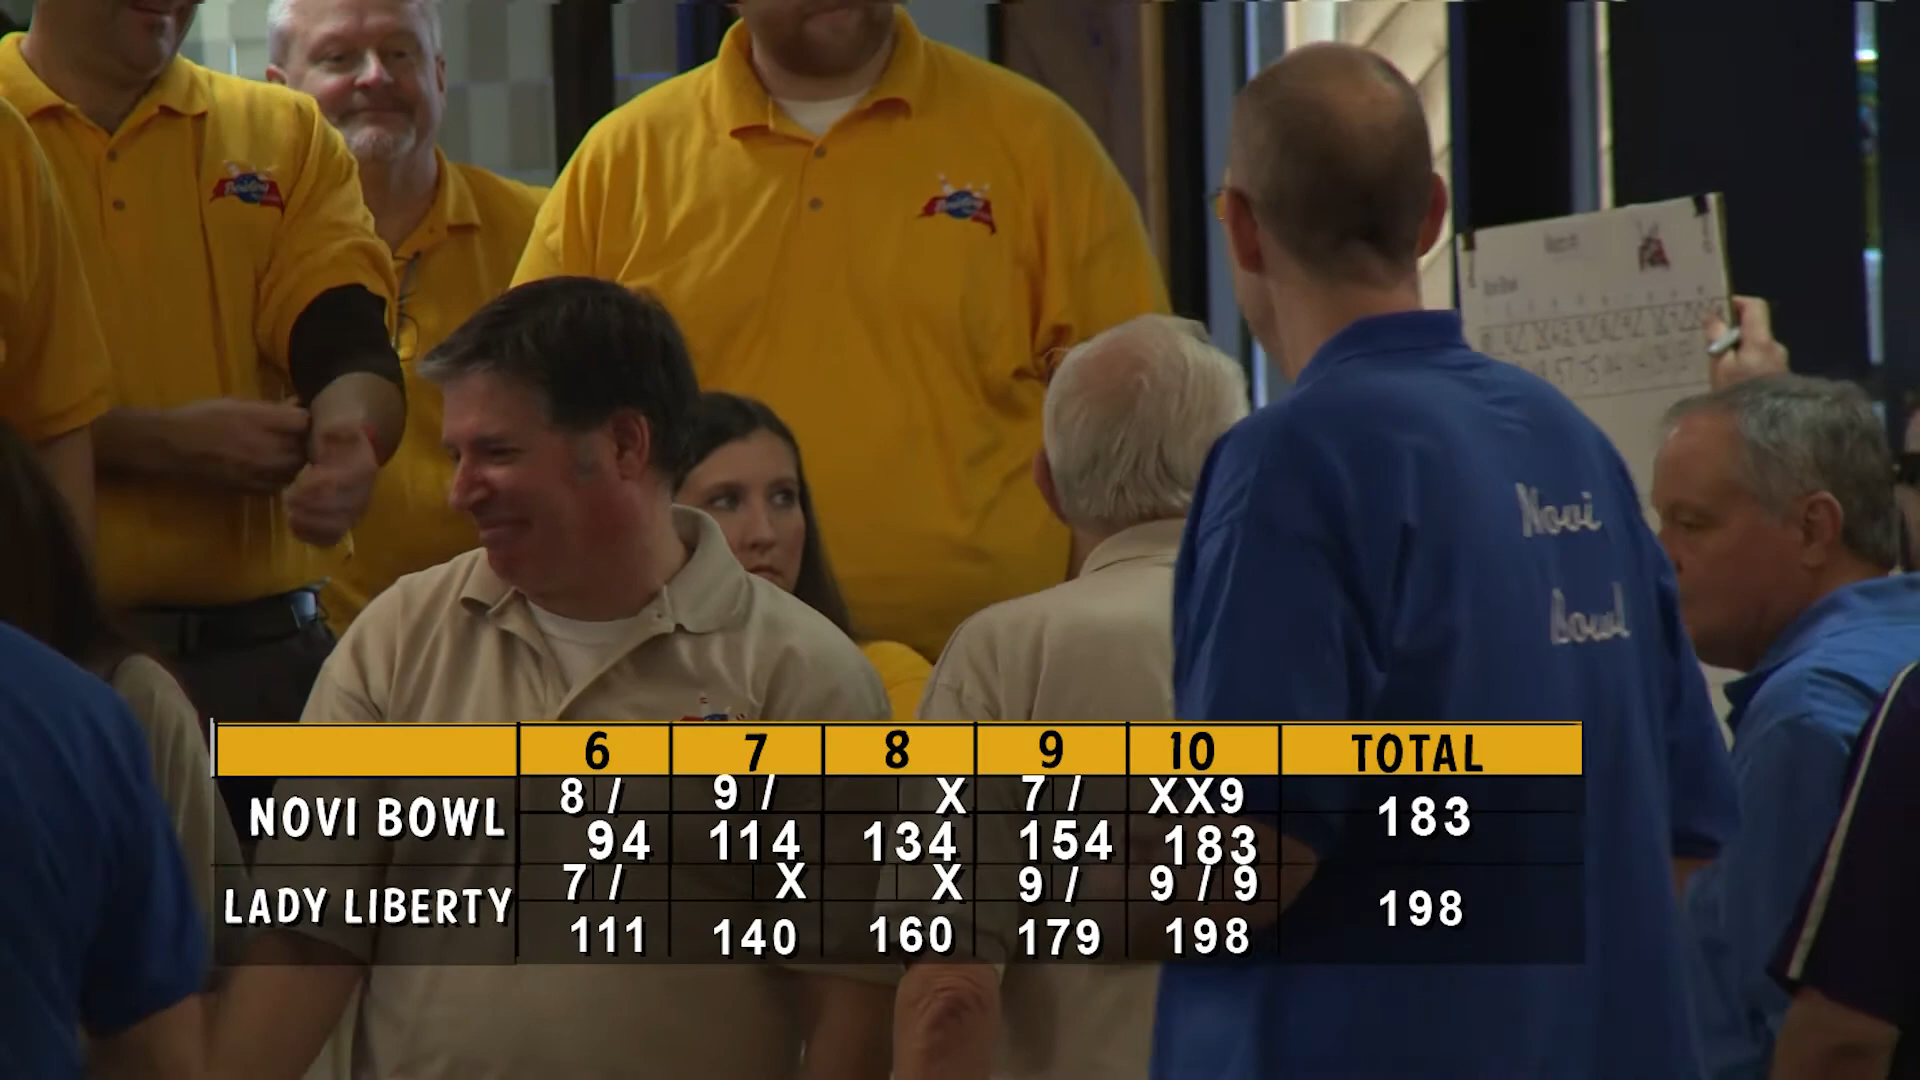 Bowling
Novi
Bowl
6 7 8 9 10 TOTAL
NOVI BOWL 8 / 9 / X 7 / XX9 183
94 114 134 154 183
LADY LIBERTY 7 / X X 9 / 9 / 9 198
111 140 160 179 198